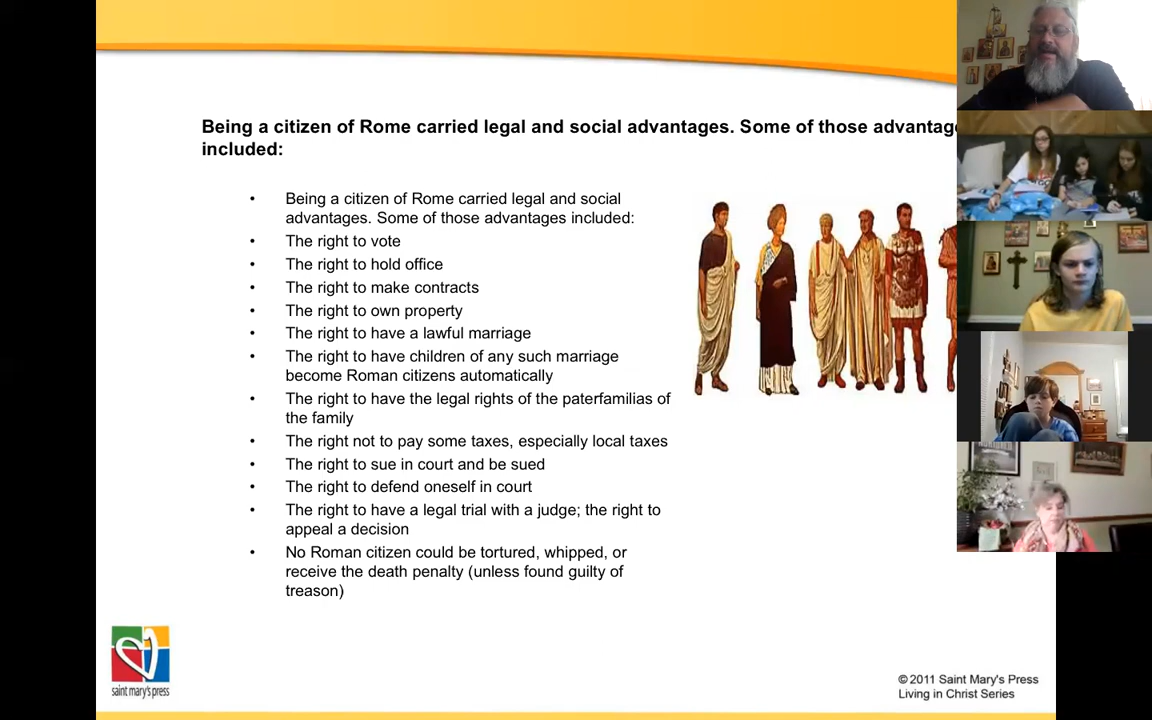 Being a citizen of Rome carried legal and social advantages. Some of those
included:
• Being a citizen of Rome carried legal and social
advantages. Some of those advantages included:
• The right to vote
• The right to hold office
• The right to make contracts
• The right to own property
• The right to have a lawful marriage
• The right to have children of any such marriage
become Roman citizens automatically
• The right to have the legal rights of the paterfamilias of
the family
• The right not to pay some taxes, especially local taxes
• The right to sue in court and be sued
• The right to defend oneself in court
• The right to have a legal trial with a judge; the right to
appeal a decision
• No Roman citizen could be tortured, whipped, or
receive the death penalty (unless found guilty of
treason)
saint mary's press
© 2011 Saint Mary's Press
Living in Christ Series